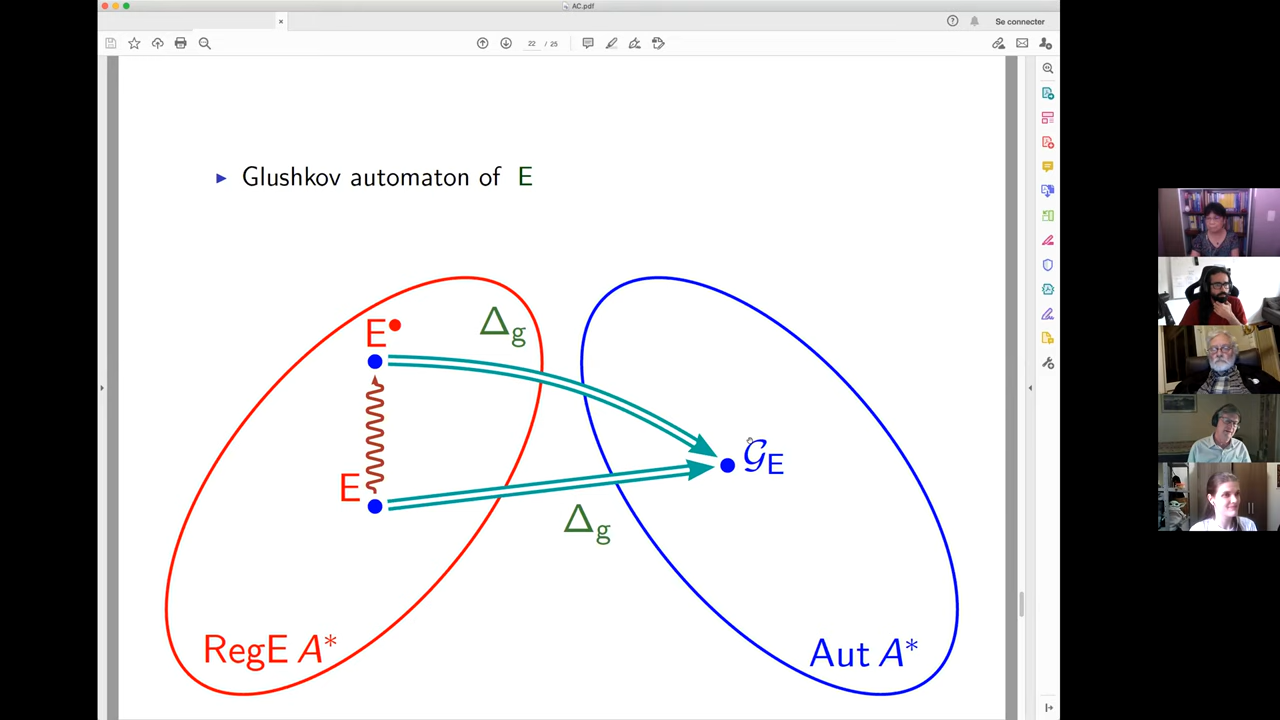 AC.pdf
Se connecter
22 / 25
▶ Glushkov automaton of E
E•
Δg
𝒢E
E
Δg
RegE A*
Aut A*